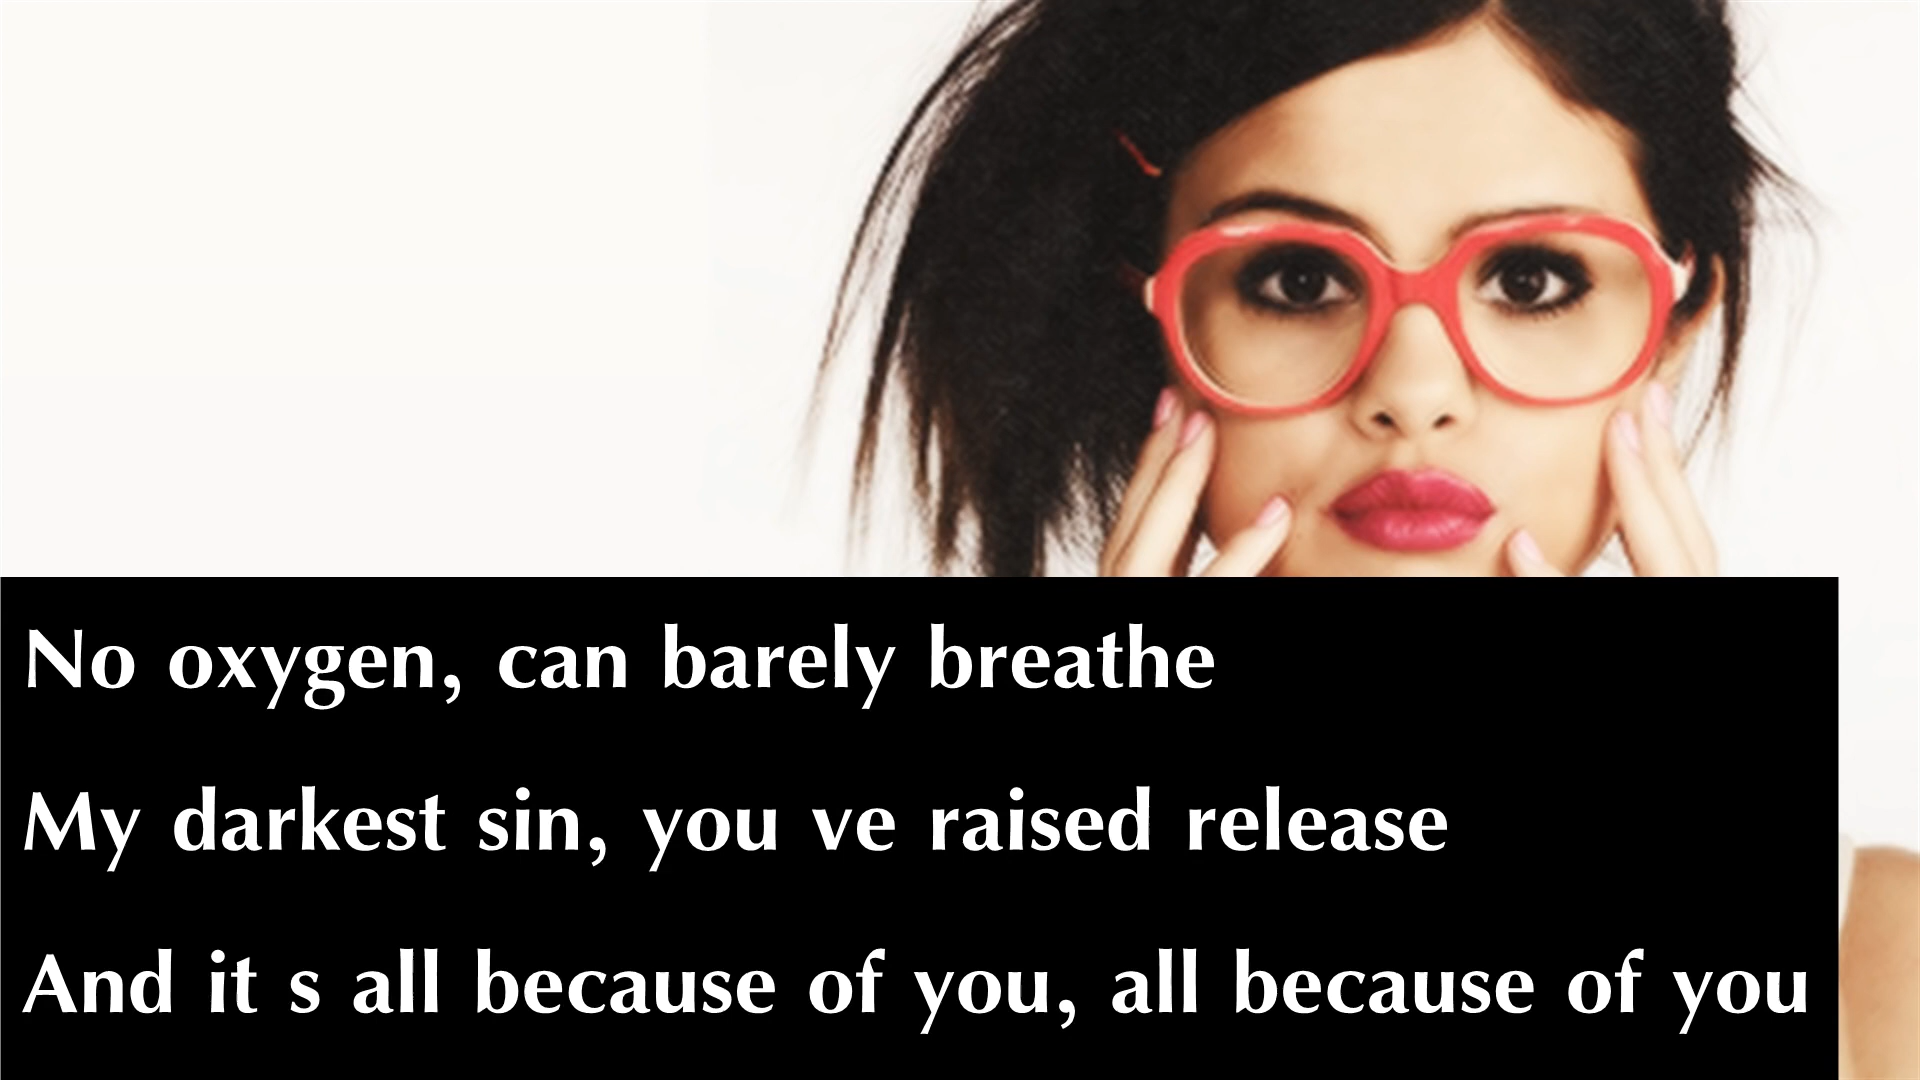 No oxygen, can barely breathe
My darkest sin, you ve raised release
And it s all because of you, all because of you